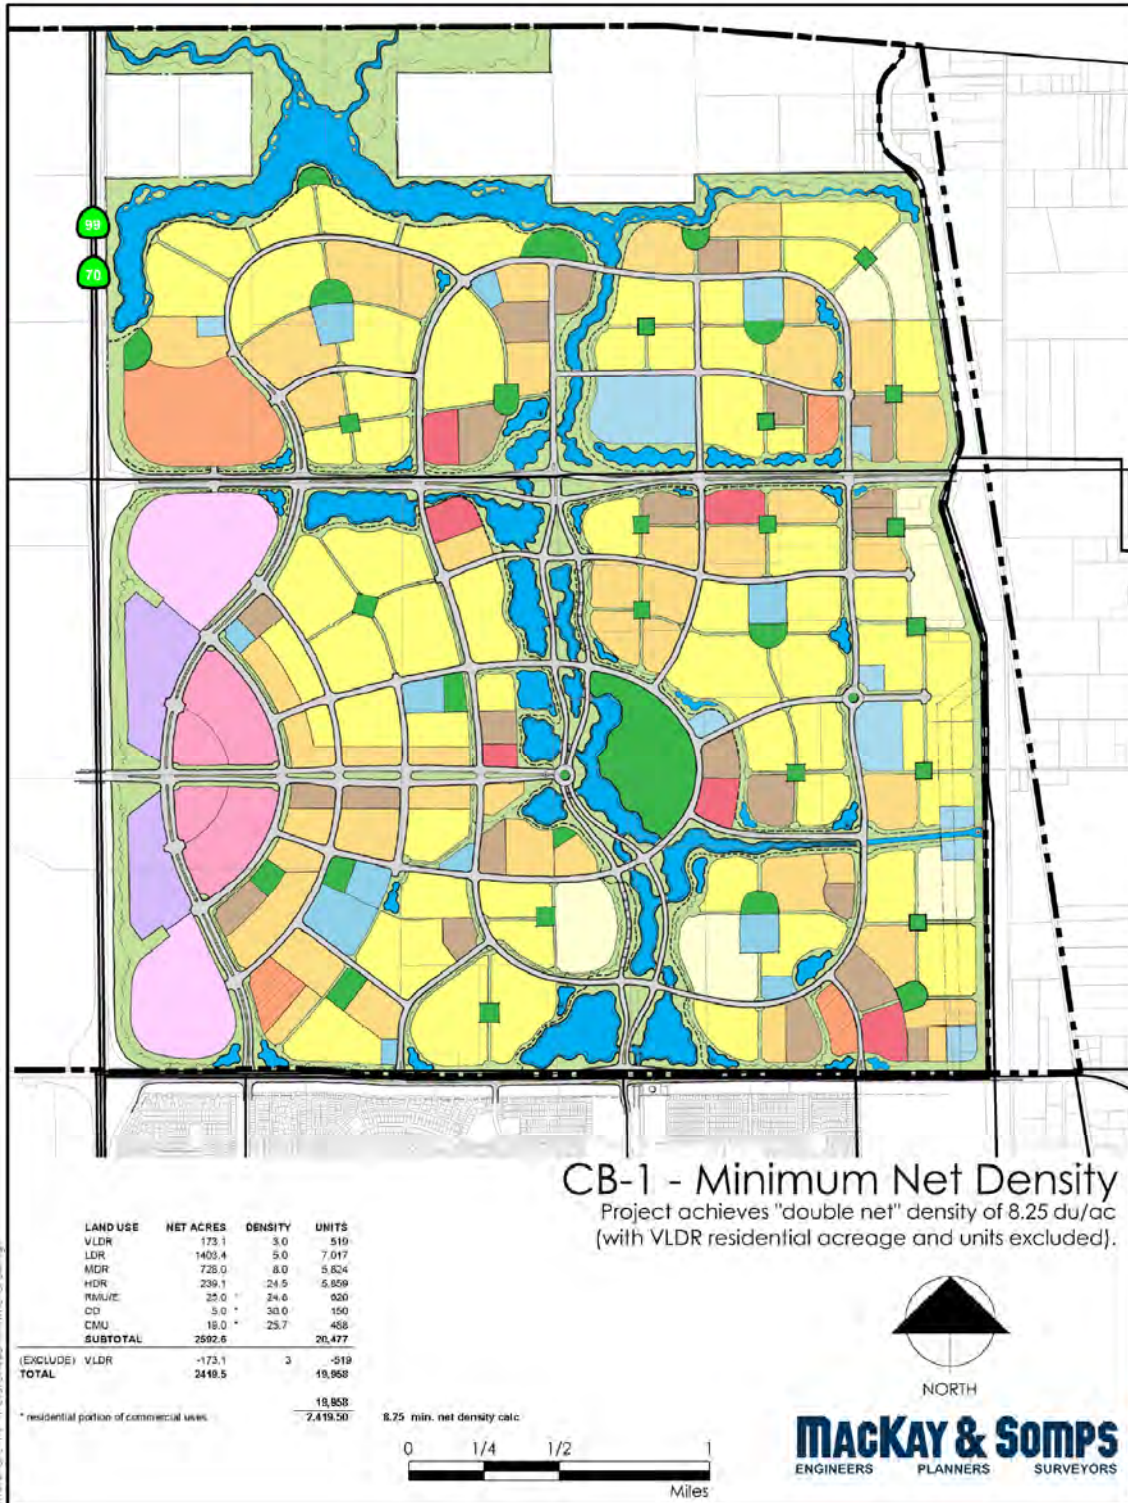 99
70
CB-1 - Minimum Net Density
Project achieves "double net" density of 8.25 du/ac
(with VLDR residential acreage and units excluded).
LAND USE NET ACRES DENSITY UNITS
VLDR 173.1 3.0 519
LDR 1403.4 5.0 7,017
MDR 728.0 8.0 5,824
HDR 239.1 24.5 5,859
RMU/E 25.0 * 24.8 620
CD 5.0 * 30.0 150
CMU 19.0 * 25.7 488
SUBTOTAL 2592.6 20,477
(EXCLUDE) VLDR -173.1 3 -519
TOTAL 2419.5 19,958
19,958
* residential portion of commercial uses 2,419.50 8.25 min. net density calc
0 1/4 1/2 1
Miles
NORTH
MACKAY & SOMPS
ENGINEERS PLANNERS SURVEYORS